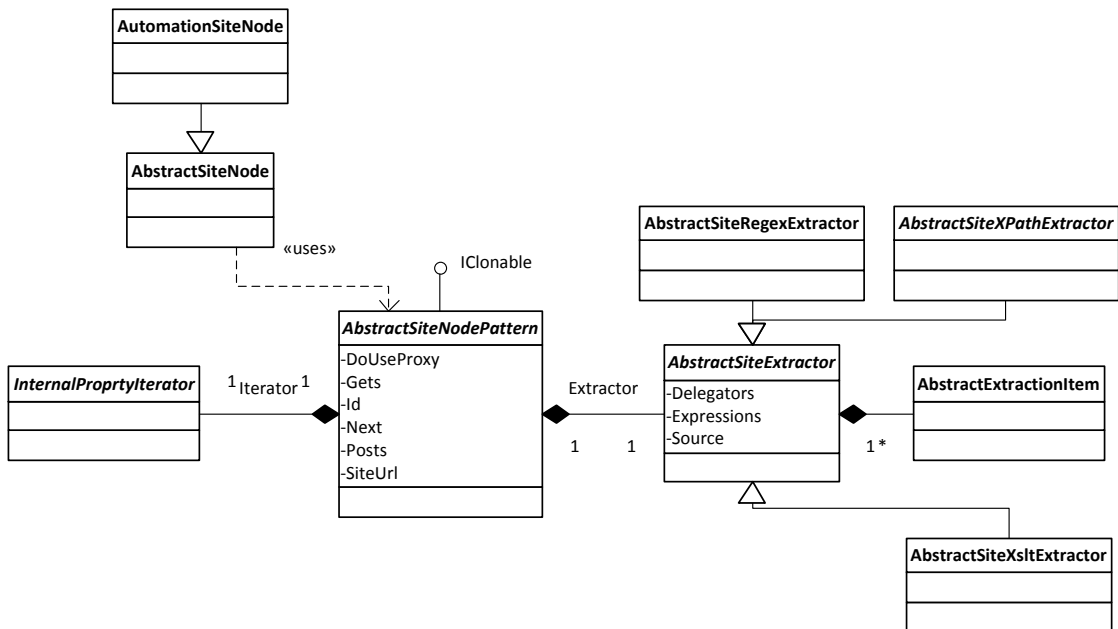 AutomationSiteNode
AbstractSiteNode
«uses»
IClonable
AbstractSiteRegexExtractor
AbstractSiteXPathExtractor
InternalProprtyIterator
1 Iterator 1
AbstractSiteNodePattern
-DoUseProxy
-Gets
-Id
-Next
-Posts
-SiteUrl
Extractor
1 1
AbstractSiteExtractor
-Delegators
-Expressions
-Source
1 *
AbstractExtractionItem
AbstractSiteXsltExtractor